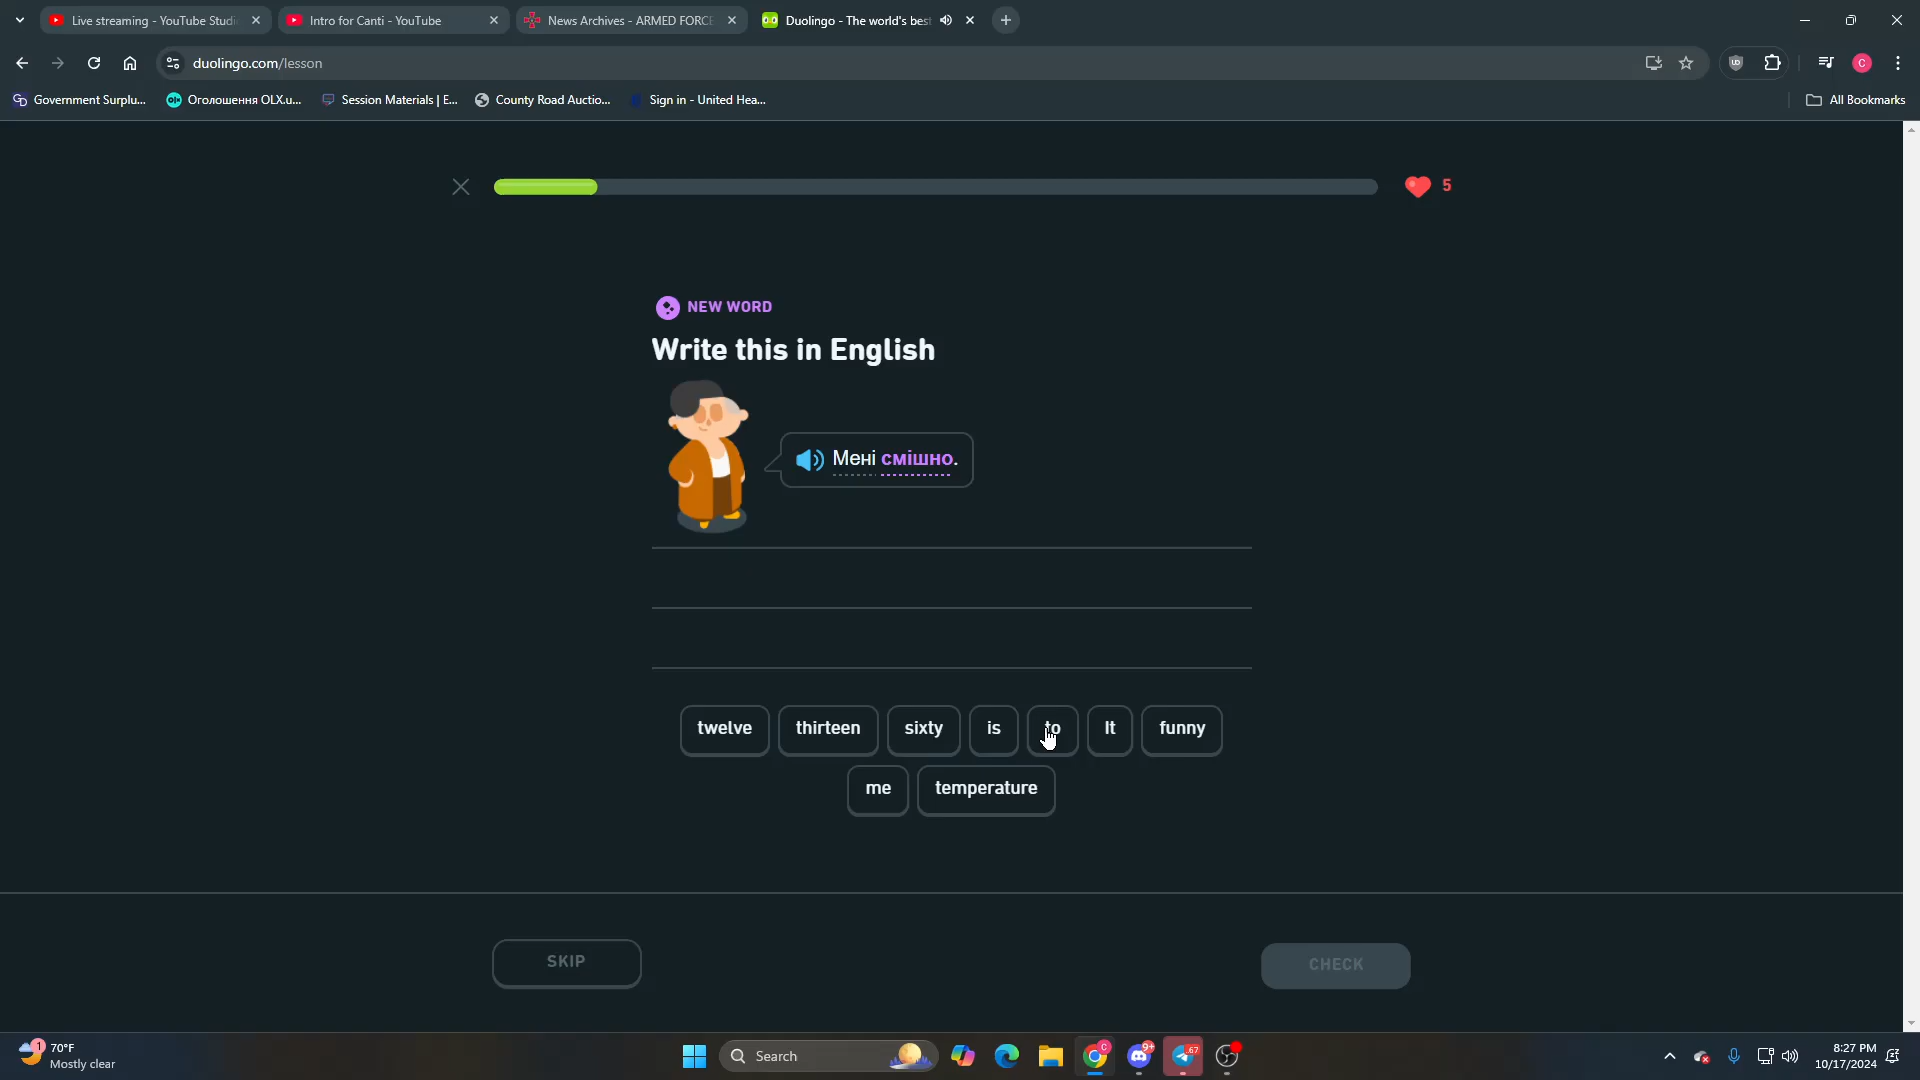 Live streaming - YouTube Studi
Intro for Canti - YouTube
News Archives - ARMED FORCE
Duolingo - The world's best
duolingo.com/lesson
C
Government Surplu...
Оголошення OLX.u...
Session Materials | E...
County Road Auctio...
Sign in - United Hea...
All Bookmarks
5
NEW WORD
Write this in English
Мені смішно.
twelve
thirteen
sixty
is
to
It
funny
me
temperature
SKIP
CHECK
1
70°F
Mostly clear
Search
C
9+
67
8:27 PM
10/17/2024